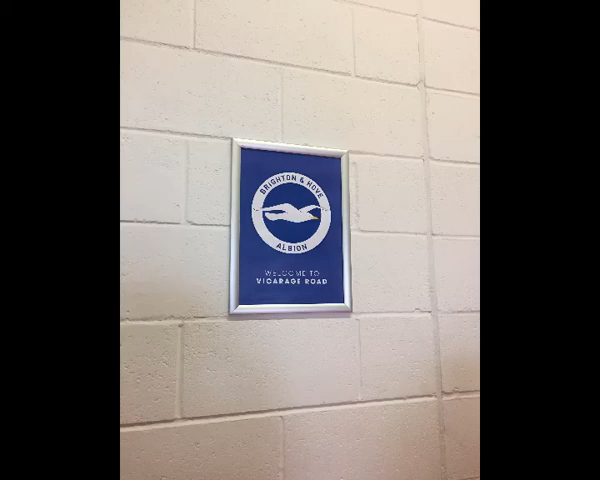 BRIGHTON & HOVE
ALBION
WELCOME TO
VICARAGE ROAD